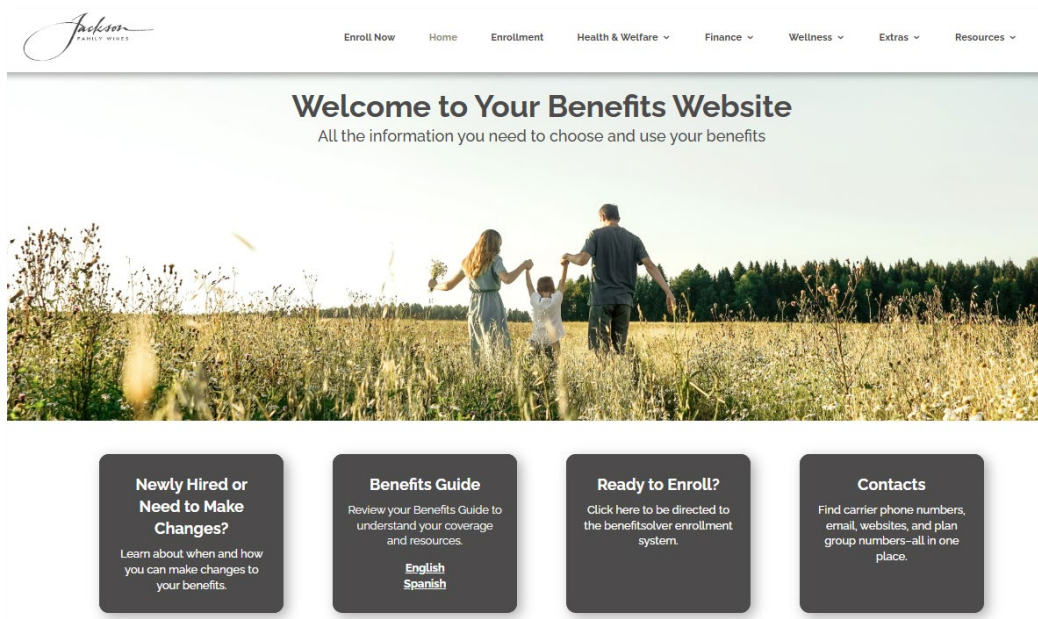 Jackson
FAMILY WINES
Enroll Now Home Enrollment Health & Welfare Finance Wellness Extras Resources
Welcome to Your Benefits Website
All the information you need to choose and use your benefits
Newly Hired or
Need to Make
Changes?
Learn about when and how
you can make changes to
your benefits.
Benefits Guide
Review your Benefits Guide to
understand your coverage
and resources.
English
Spanish
Ready to Enroll?
Click here to be directed to
the benefitsolver enrollment
system.
Contacts
Find carrier phone numbers,
email, websites, and plan
group numbers–all in one
place.